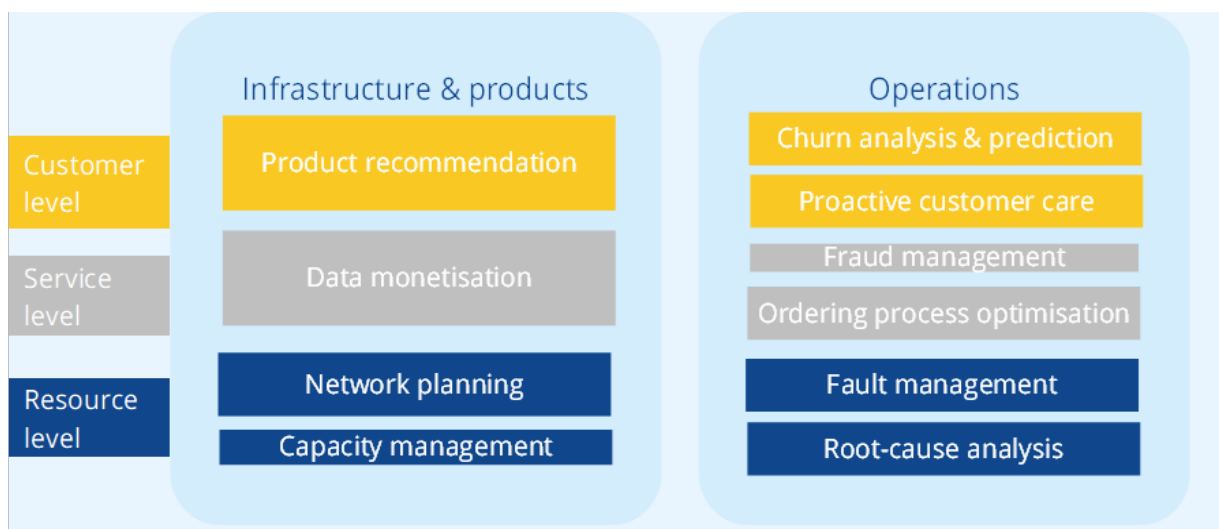 Infrastructure & products
Operations
Customer
level
Product recommendation
Churn analysis & prediction
Proactive customer care
Service
level
Data monetisation
Fraud management
Ordering process optimisation
Resource
level
Network planning
Capacity management
Fault management
Root-cause analysis